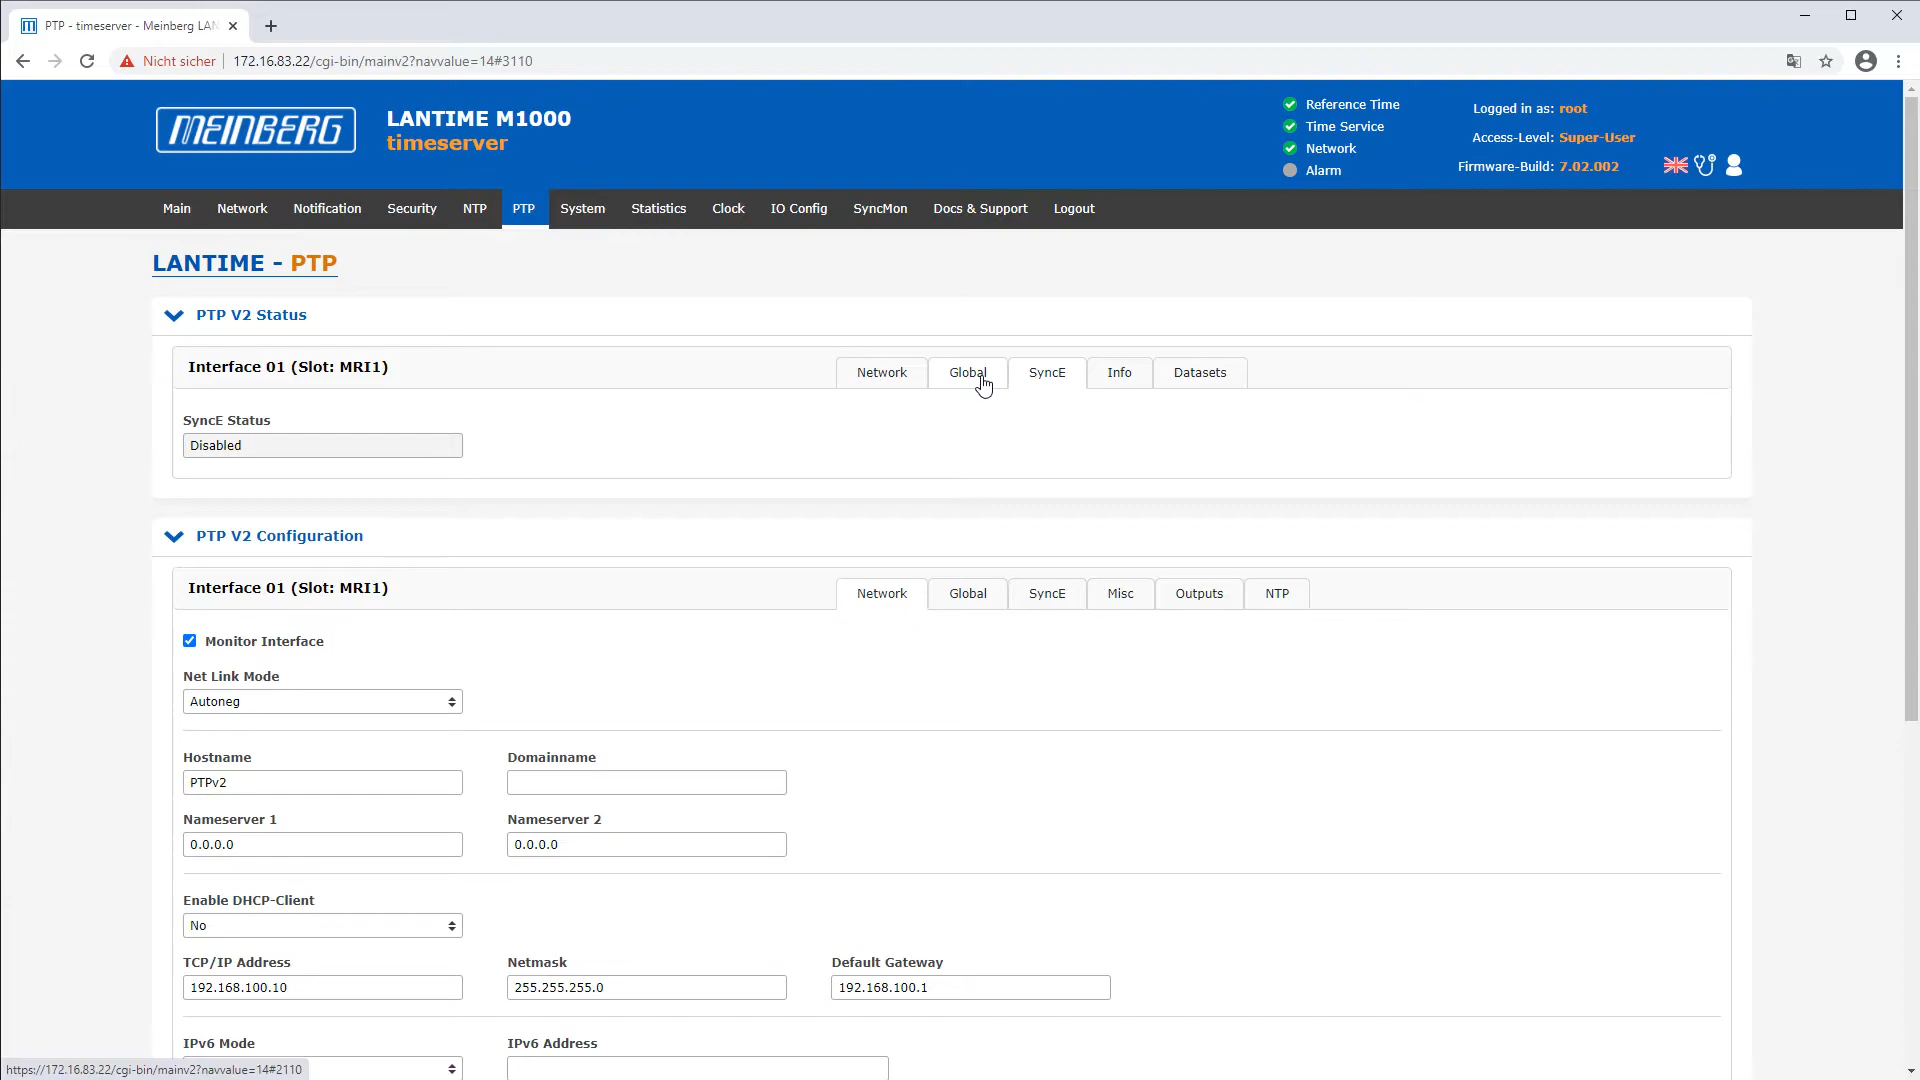 PTP - timeserver - Meinberg LAN
Nicht sicher
172.16.83.22/cgi-bin/mainv2?navvalue=14#3110
MEINBERG
LANTIME M1000
timeserver
Reference Time
Time Service
Network
Alarm
Logged in as: root
Access-Level: Super-User
Firmware-Build: 7.02.002
Main
Network
Notification
Security
NTP
PTP
System
Statistics
Clock
IO Config
SyncMon
Docs & Support
Logout
LANTIME - PTP
PTP V2 Status
Interface 01 (Slot: MRI1)
Network
Global
SyncE
Info
Datasets
SyncE Status
Disabled
PTP V2 Configuration
Interface 01 (Slot: MRI1)
Network
Global
SyncE
Misc
Outputs
NTP
Monitor Interface
Net Link Mode
Autoneg
Hostname
Domainname
PTPv2
Nameserver 1
Nameserver 2
0.0.0.0
0.0.0.0
Enable DHCP-Client
No
TCP/IP Address
Netmask
Default Gateway
192.168.100.10
255.255.255.0
192.168.100.1
IPv6 Mode
IPv6 Address
https://172.16.83.22/cgi-bin/mainv2?navvalue=14#2110